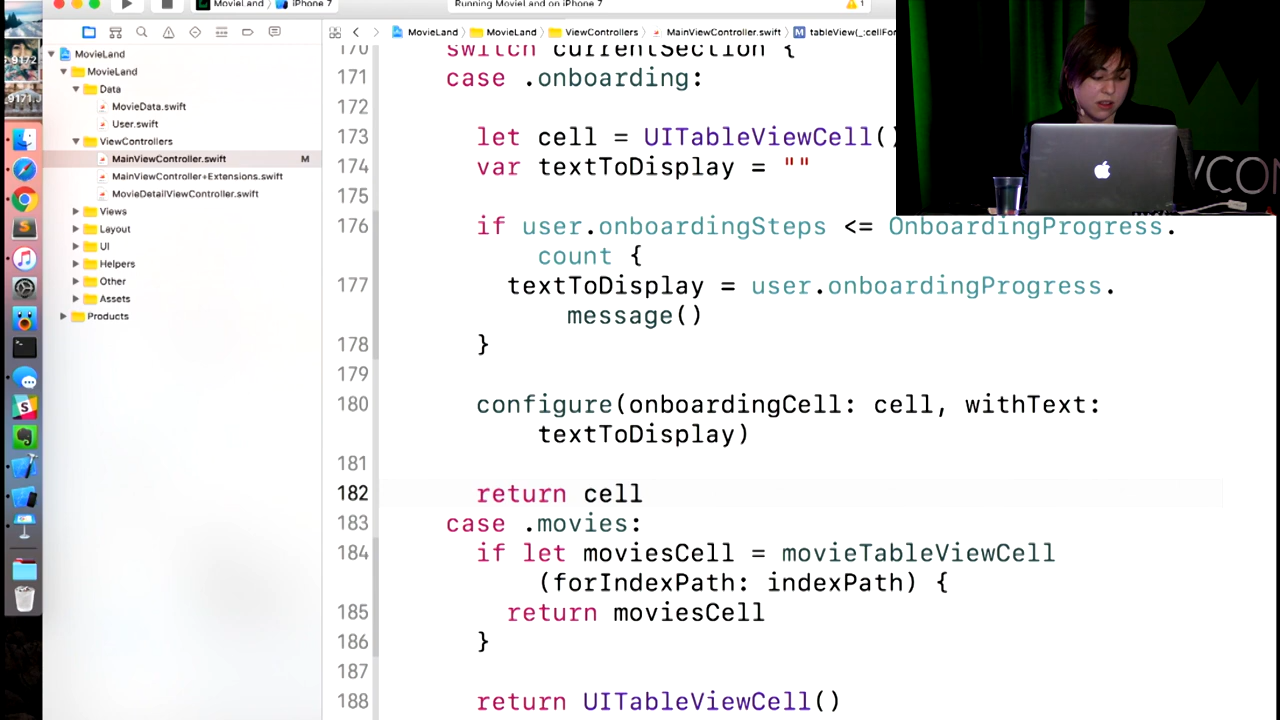 MovieLand
iPhone 7
Running MovieLand on iPhone 7
1
MovieLand
MovieLand
ViewControllers
MainViewController.swift
M
MovieLand
MovieLand
Data
MovieData.swift
User.swift
ViewControllers
MainViewController.swift M
MainViewController+Extensions.swift
MovieDetailViewController.swift
Views
Layout
UI
Helpers
Other
Assets
Products
9172
9171.J
170 switch currentSection {
171 case .onboarding:
172
173 let cell = UITableViewCell()
174 var textToDisplay = ""
175
176 if user.onboardingSteps <= OnboardingProgress.
count {
177 textToDisplay = user.onboardingProgress.
message()
178 }
179
180 configure(onboardingCell: cell, withText:
textToDisplay)
181
182 return cell
183 case .movies:
184 if let moviesCell = movieTableViewCell
(forIndexPath: indexPath) {
185 return moviesCell
186 }
187
188 return UITableViewCell()